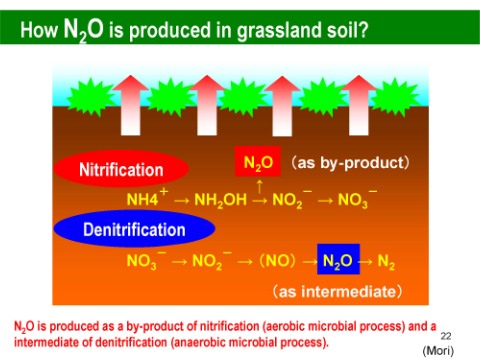 How N₂O is produced in grassland soil?
Nitrification
N₂O (as by-product)
↑
NH4⁺ → NH₂OH → NO₂⁻ → NO₃⁻
Denitrification
NO₃⁻ → NO₂⁻ → (NO) → N₂O → N₂
(as intermediate)
N₂O is produced as a by-product of nitrification (aerobic microbial process) and a
intermediate of denitrification (anaerobic microbial process).
22
(Mori)